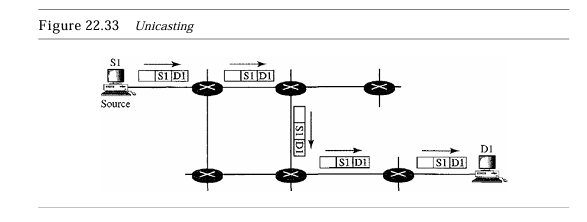 Figure 22.33 Unicasting
S1
S1 D1
S1 D1
Source
S1 D1
S1 D1
S1 D1
D1